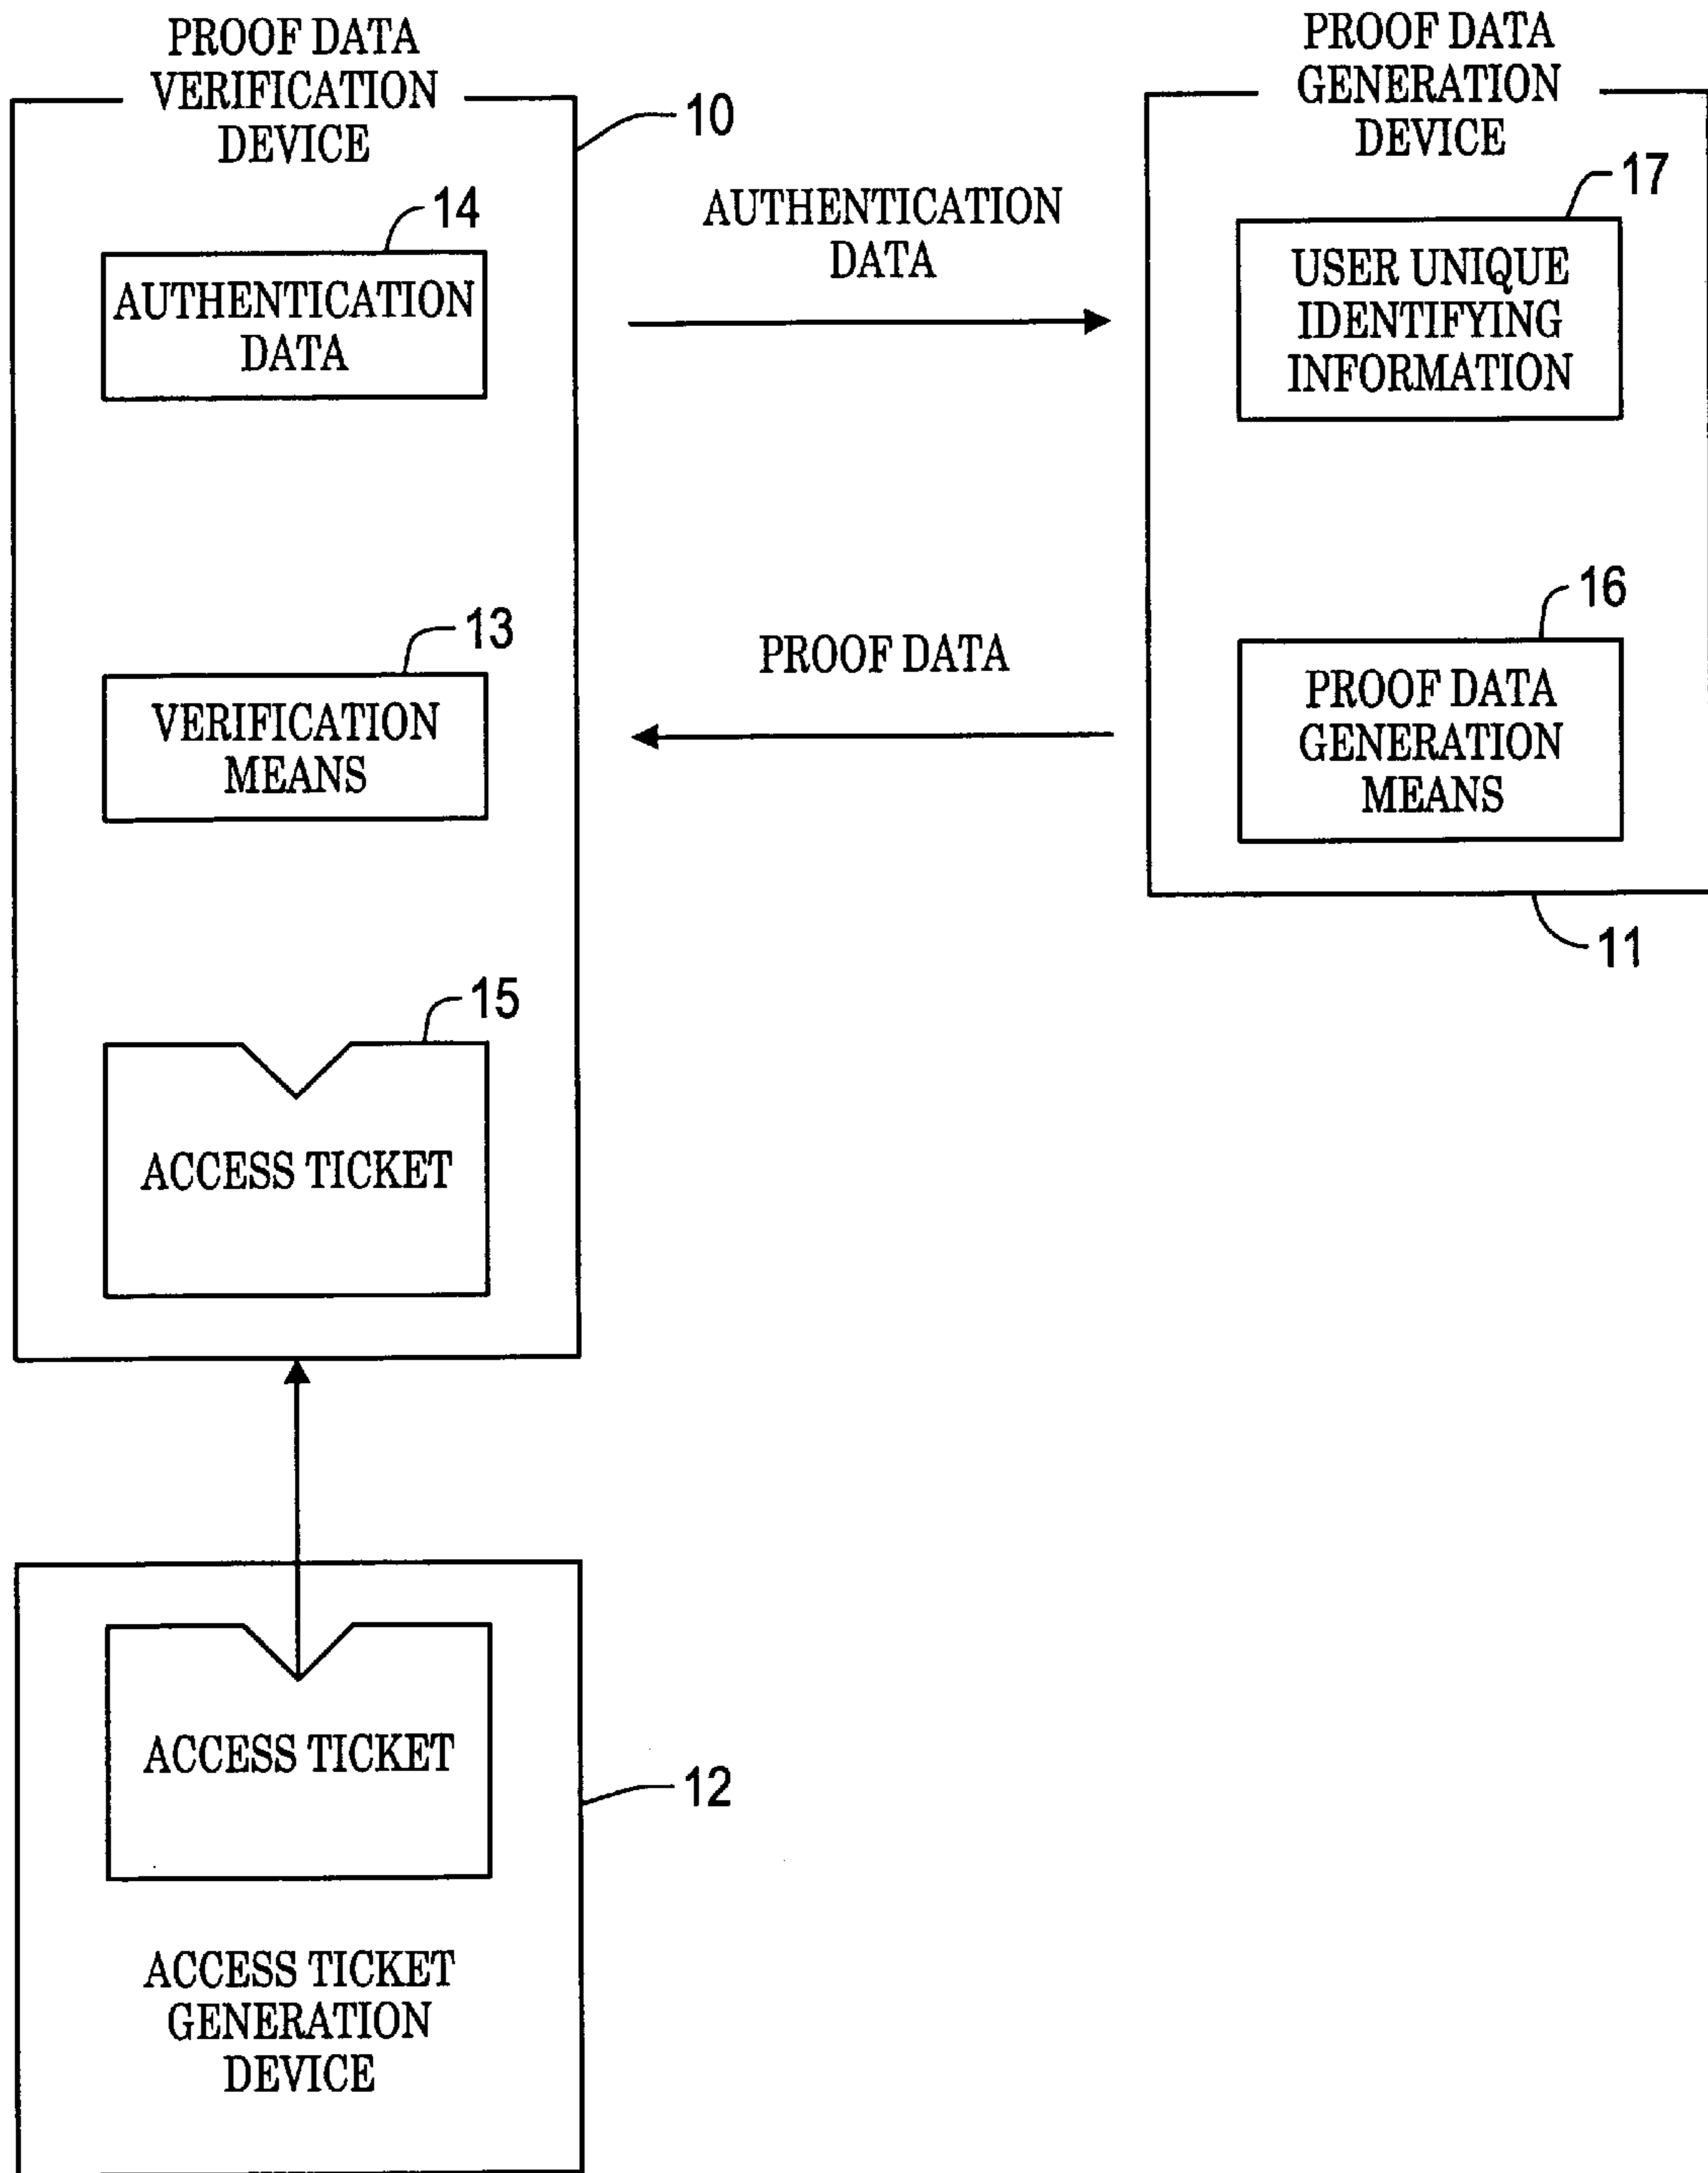 PROOF DATA
VERIFICATION
DEVICE
10
14
AUTHENTICATION
DATA
13
VERIFICATION
MEANS
15
ACCESS TICKET
AUTHENTICATION
DATA
PROOF DATA
PROOF DATA
GENERATION
DEVICE
17
USER UNIQUE
IDENTIFYING
INFORMATION
16
PROOF DATA
GENERATION
MEANS
11
ACCESS TICKET
12
ACCESS TICKET
GENERATION
DEVICE